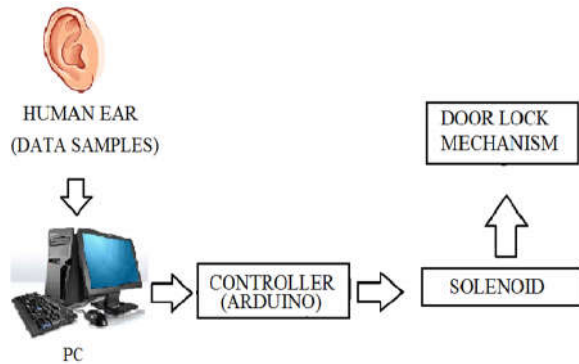 HUMAN EAR
(DATA SAMPLES)
PC
CONTROLLER
(ARDUINO)
SOLENOID
DOOR LOCK
MECHANISM